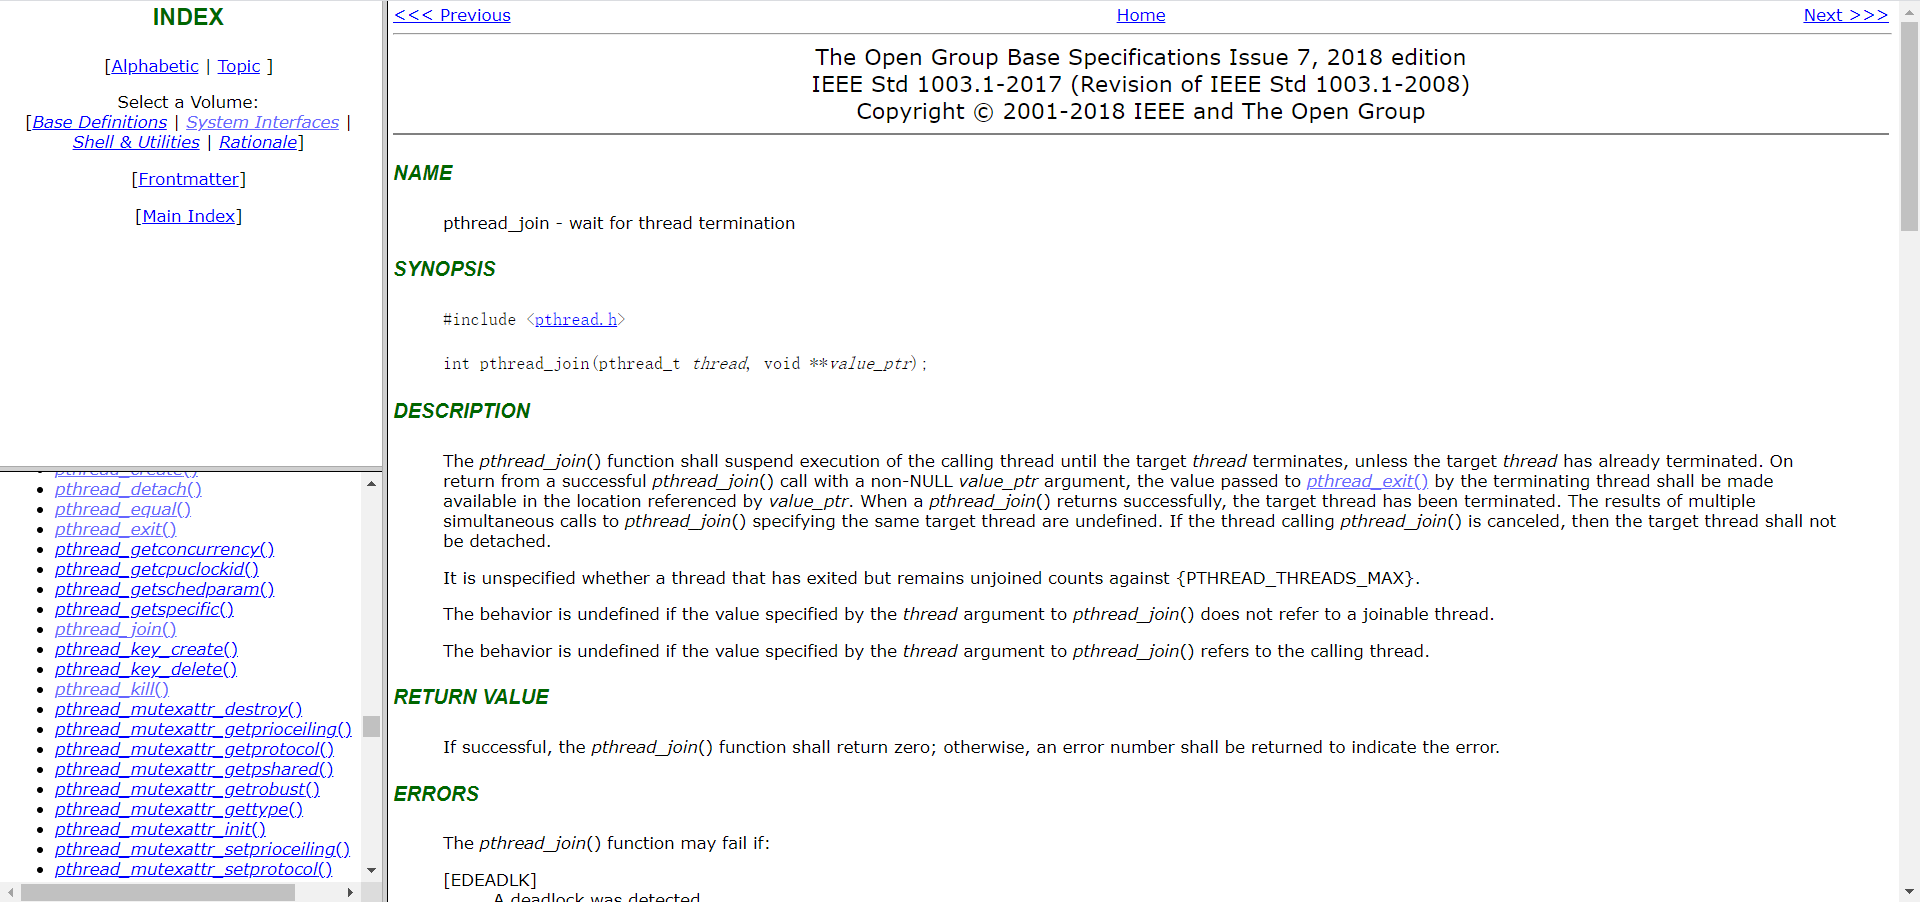 INDEX
[Alphabetic | Topic ]
Select a Volume:
[Base Definitions | System Interfaces |
Shell & Utilities | Rationale]
[Frontmatter]
[Main Index]
pthread_create()
pthread_detach()
pthread_equal()
pthread_exit()
pthread_getconcurrency()
pthread_getcpuclockid()
pthread_getschedparam()
pthread_getspecific()
pthread_join()
pthread_key_create()
pthread_key_delete()
pthread_kill()
pthread_mutexattr_destroy()
pthread_mutexattr_getprioceiling()
pthread_mutexattr_getprotocol()
pthread_mutexattr_getpshared()
pthread_mutexattr_getrobust()
pthread_mutexattr_gettype()
pthread_mutexattr_init()
pthread_mutexattr_setprioceiling()
pthread_mutexattr_setprotocol()
<<< Previous Home Next >>>
The Open Group Base Specifications Issue 7, 2018 edition
IEEE Std 1003.1-2017 (Revision of IEEE Std 1003.1-2008)
Copyright © 2001-2018 IEEE and The Open Group
NAME
pthread_join - wait for thread termination
SYNOPSIS
#include <pthread.h>
int pthread_join(pthread_t thread, void **value_ptr);
DESCRIPTION
The pthread_join() function shall suspend execution of the calling thread until the target thread terminates, unless the target thread has already terminated. On
return from a successful pthread_join() call with a non-NULL value_ptr argument, the value passed to pthread_exit() by the terminating thread shall be made
available in the location referenced by value_ptr. When a pthread_join() returns successfully, the target thread has been terminated. The results of multiple
simultaneous calls to pthread_join() specifying the same target thread are undefined. If the thread calling pthread_join() is canceled, then the target thread shall not
be detached.
It is unspecified whether a thread that has exited but remains unjoined counts against {PTHREAD_THREADS_MAX}.
The behavior is undefined if the value specified by the thread argument to pthread_join() does not refer to a joinable thread.
The behavior is undefined if the value specified by the thread argument to pthread_join() refers to the calling thread.
RETURN VALUE
If successful, the pthread_join() function shall return zero; otherwise, an error number shall be returned to indicate the error.
ERRORS
The pthread_join() function may fail if:
[EDEADLK]
A deadlock was detected